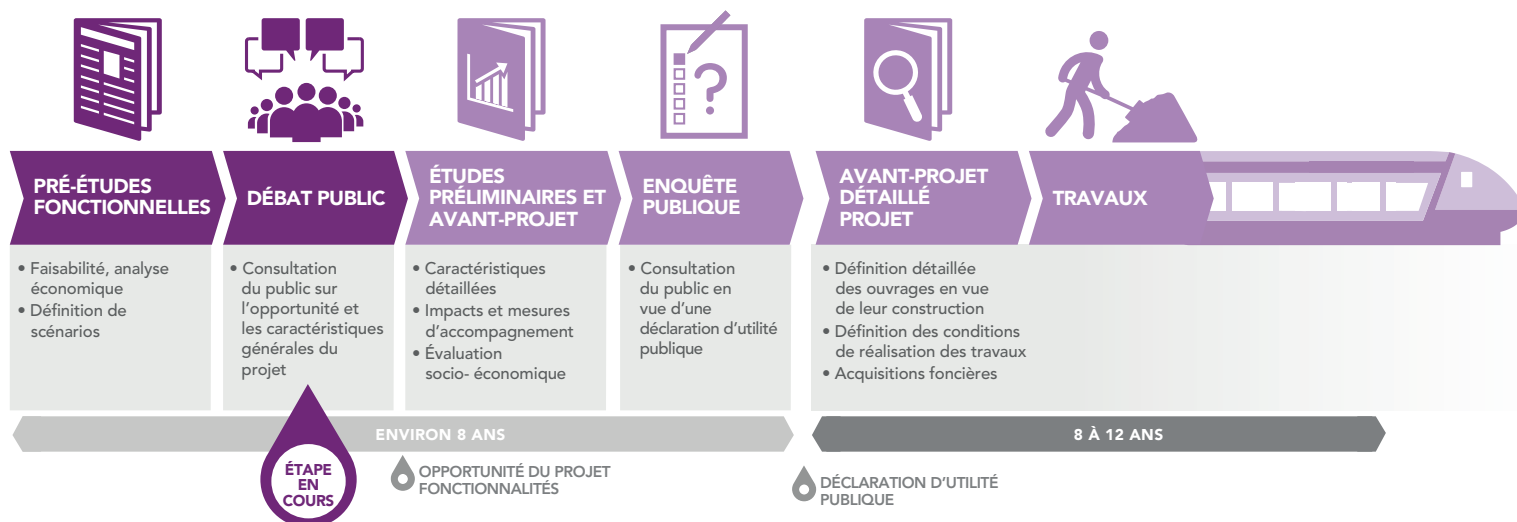 PRÉ-ÉTUDES
FONCTIONNELLES
DÉBAT PUBLIC
ÉTUDES
PRÉLIMINAIRES ET
AVANT-PROJET
ENQUÊTE
PUBLIQUE
AVANT-PROJET
DÉTAILLÉ
PROJET
TRAVAUX
• Faisabilité, analyse
économique
• Définition de
scénarios
• Consultation
du public sur
l'opportunité et
les caractéristiques
générales du
projet
• Caractéristiques
détaillées
• Impacts et mesures
d'accompagnement
• Évaluation
socio- économique
• Consultation
du public en
vue d'une
déclaration d'utilité
publique
• Définition détaillée
des ouvrages en vue
de leur construction
• Définition des conditions
de réalisation des travaux
• Acquisitions foncières
ENVIRON 8 ANS
8 À 12 ANS
ÉTAPE
EN
COURS
OPPORTUNITÉ DU PROJET
FONCTIONNALITÉS
DÉCLARATION D'UTILITÉ
PUBLIQUE